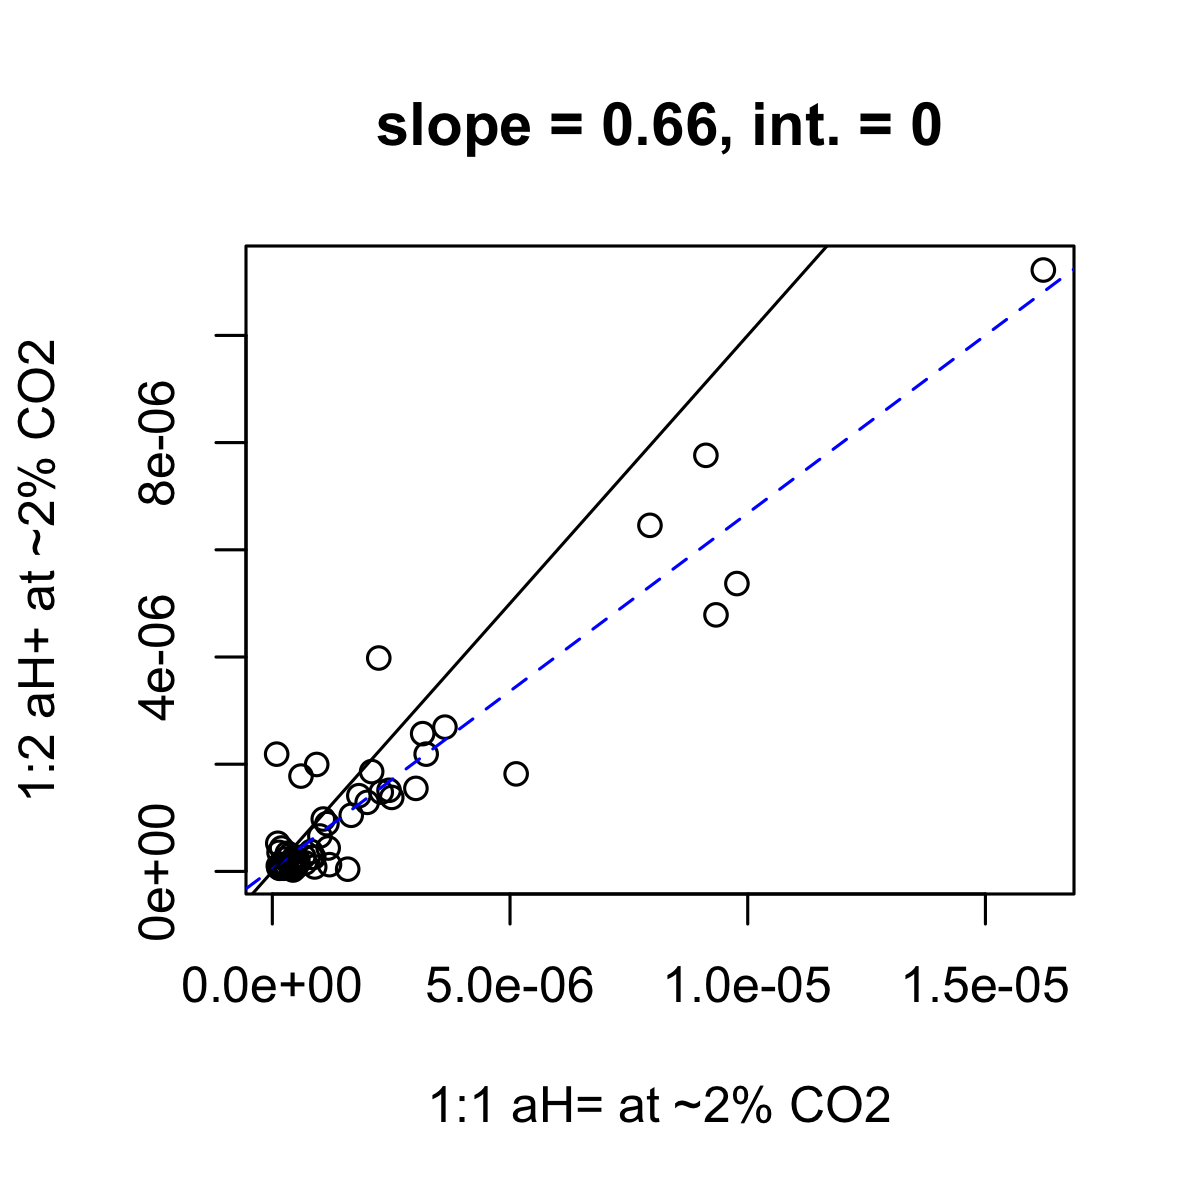 slope = 0.66, int. = 0
1:2 aH+ at ~2% CO2
8e-06
4e-06
0e+00
0.0e+00 5.0e-06 1.0e-05 1.5e-05
1:1 aH= at ~2% CO2